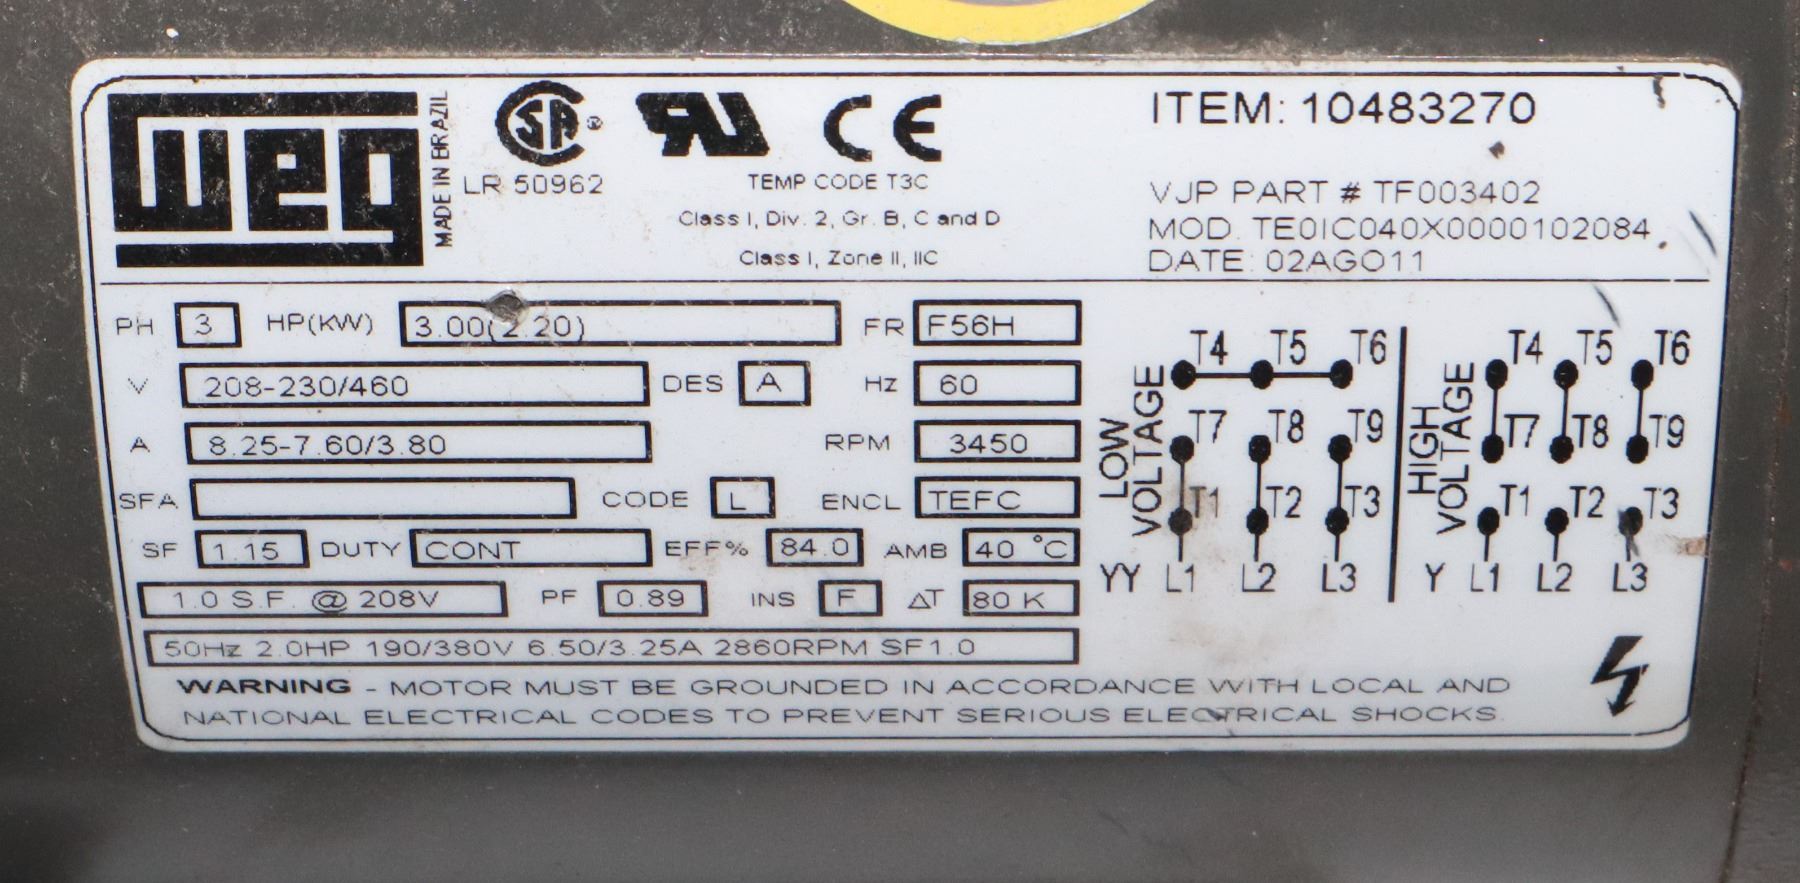 weg
MADE IN BRAZIL
SA ®
LR 50962
CE
TEMP CODE T3C
Class I, Div. 2, Gr. B, C and D
Class I, Zone II, IIC
ITEM: 10483270
VJP PART # TF003402
MOD. TE0IC040X0000102084
DATE: 02AGO11
PH 3 HP(KW) 3.00(2.20) FR F56H
V 208-230/460 DES A Hz 60
A 8.25-7.60/3.80 RPM 3450
SFA CODE L ENCL TEFC
SF 1.15 DUTY CONT EFF% 84.0 AMB 40 °C
1.0 S.F. @ 208V PF 0.89 INS F ΔT 80 K
50Hz 2.0HP 190/380V 6.50/3.25A 2860RPM SF1.0
LOW VOLTAGE
T4 T5 T6
T7 T8 T9
T1 T2 T3
YY L1 L2 L3
HIGH VOLTAGE
T4 T5 T6
T7 T8 T9
T1 T2 T3
Y L1 L2 L3
WARNING - MOTOR MUST BE GROUNDED IN ACCORDANCE WITH LOCAL AND
NATIONAL ELECTRICAL CODES TO PREVENT SERIOUS ELECTRICAL SHOCKS.